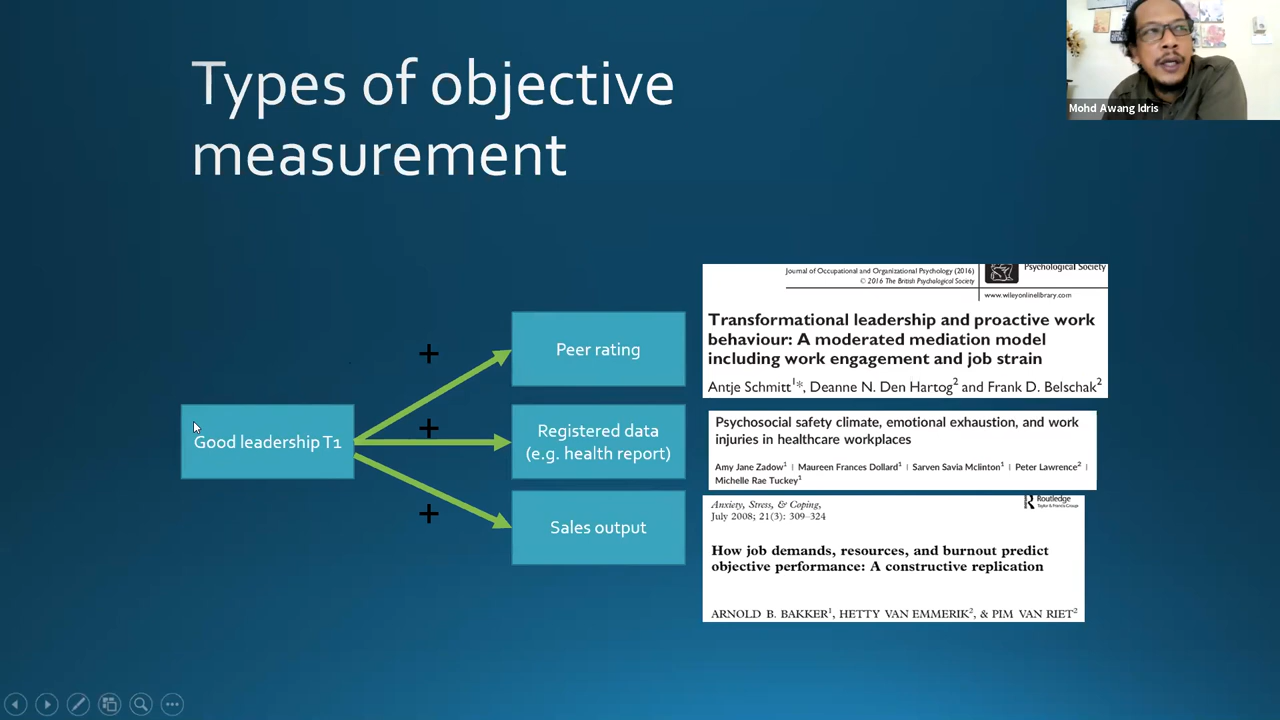 Types of objective
measurement
Mohd Awang Idris
Good leadership T1
+
+
+
Peer rating
Registered data
(e.g. health report)
Sales output
Journal of Occupational and Organizational Psychology (2016)
© 2016 The British Psychological Society
Psychological Society
www.wileyonlinelibrary.com
Transformational leadership and proactive work
behaviour: A moderated mediation model
including work engagement and job strain
Antje Schmitt1*, Deanne N. Den Hartog2 and Frank D. Belschak2
Psychosocial safety climate, emotional exhaustion, and work
injuries in healthcare workplaces
Amy Jane Zadow1 | Maureen Frances Dollard1 | Sarven Savia Mclinton1 | Peter Lawrence2 |
Michelle Rae Tuckey1
Anxiety, Stress, & Coping,
July 2008; 21(3): 309–324
Routledge
Taylor & Francis Group
How job demands, resources, and burnout predict
objective performance: A constructive replication
ARNOLD B. BAKKER1, HETTY VAN EMMERIK2, & PIM VAN RIET2